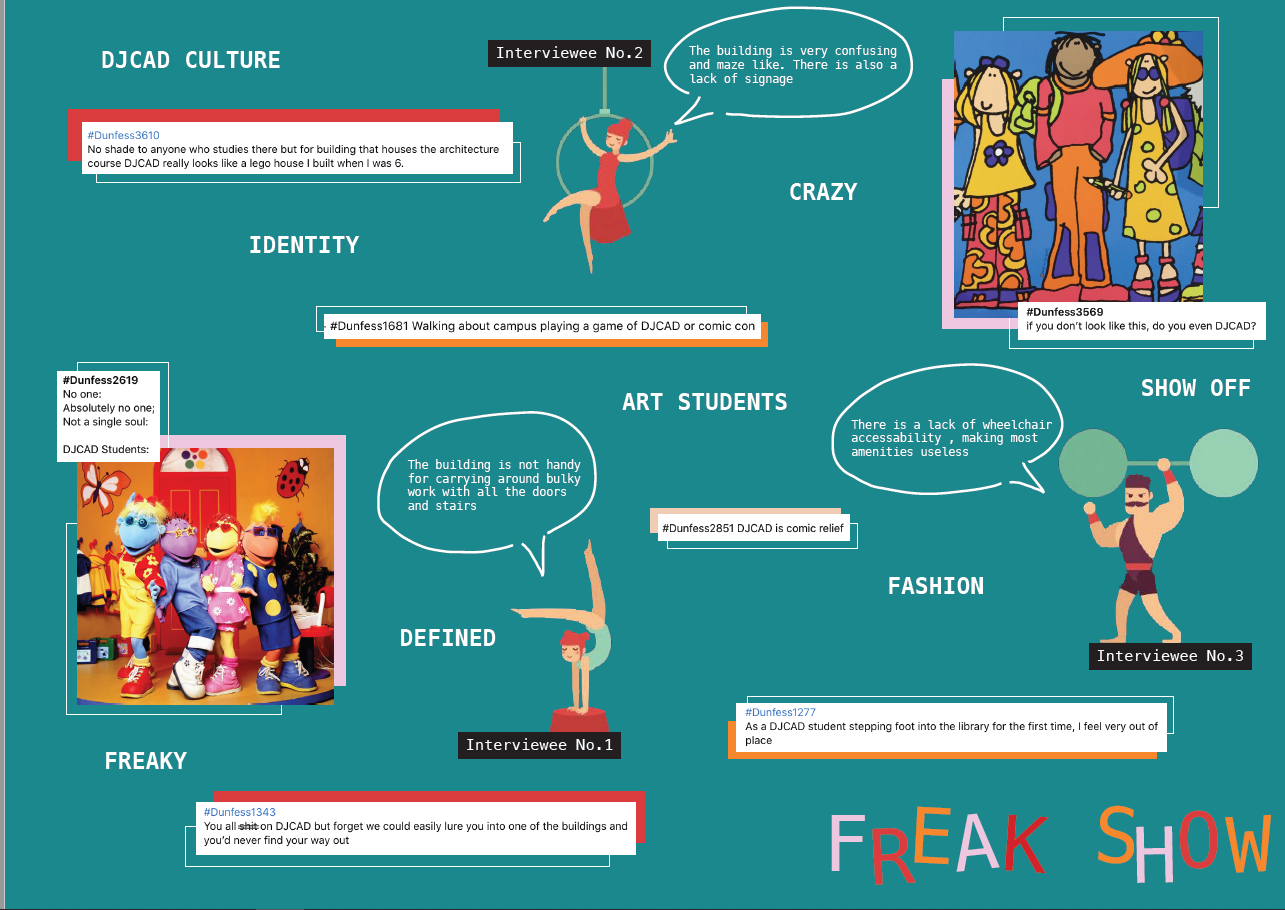 DJCAD CULTURE
Interviewee No.2
The building is very confusing
and maze like. There is also a
lack of signage
#Dunfess3610
No shade to anyone who studies there but for building that houses the architecture
course DJCAD really looks like a lego house I built when I was 6.
CRAZY
IDENTITY
#Dunfess3569
if you don't look like this, do you even DJCAD?
#Dunfess1681 Walking about campus playing a game of DJCAD or comic con
#Dunfess2619
No one:
Absolutely no one;
Not a single soul:
DJCAD Students:
ART STUDENTS
SHOW OFF
There is a lack of wheelchair
accessability , making most
amenities useless
The building is not handy
for carrying around bulky
work with all the doors
and stairs
#Dunfess2851 DJCAD is comic relief
FASHION
DEFINED
Interviewee No.3
Interviewee No.1
#Dunfess1277
As a DJCAD student stepping foot into the library for the first time, I feel very out of
place
FREAKY
#Dunfess1343
You all shit on DJCAD but forget we could easily lure you into one of the buildings and
you'd never find your way out
FREAK SHOW